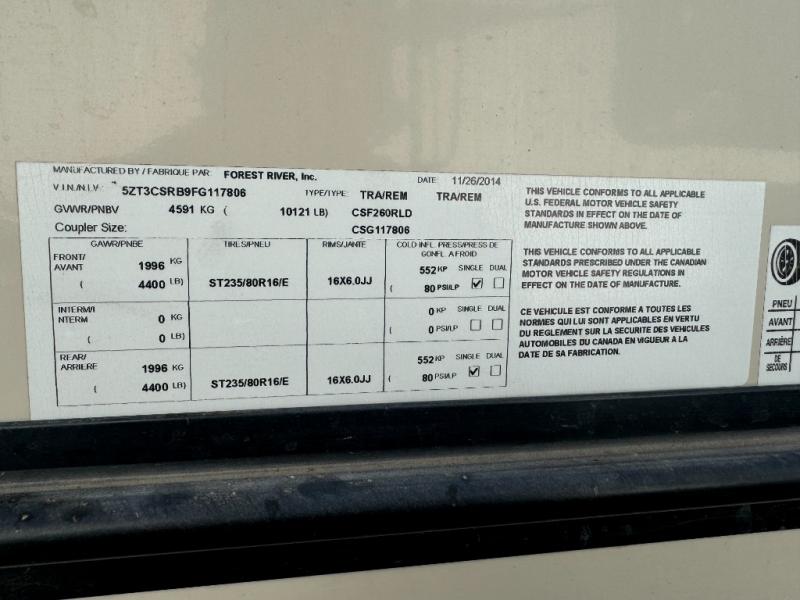 MANUFACTURED BY / FABRIQUE PAR: FOREST RIVER, Inc. DATE 11/26/2014
V.I.N./N.I.V. 5ZT3CSRB9FG117806 TYPE/TYPE: TRA/REM TRA/REM
GVWR/PNBV 4591 KG ( 10121 LB) CSF260RLD
Coupler Size: CSG117806
GAWR/PNBE TIRES/PNEU RIMS/JANTE COLD INFL. PRESS/PRESS DE GONFL. A FROID
FRONT/ AVANT 1996 KG ST235/80R16/E 16X6.0JJ 552 KP SINGLE DUAL
( 4400 LB) ( 80 PSI/LP
INTERM/I NTERM 0 KG 0 KP SINGLE DUAL
( 0 LB) ( 0 PSI/LP
REAR/ ARRIERE 1996 KG ST235/80R16/E 16X6.0JJ 552 KP SINGLE DUAL
( 4400 LB) ( 80 PSI/LP
THIS VEHICLE CONFORMS TO ALL APPLICABLE
U.S. FEDERAL MOTOR VEHICLE SAFETY
STANDARDS IN EFFECT ON THE DATE OF
MANUFACTURE SHOWN ABOVE.
THIS VEHICLE CONFORMS TO ALL APPLICABLE
STANDARDS PRESCRIBED UNDER THE CANADIAN
MOTOR VEHICLE SAFETY REGULATIONS IN
EFFECT ON THE DATE OF MANUFACTURE.
CE VEHICULE EST CONFORME A TOUTES LES
NORMES QUI LUI SONT APPLICABLES EN VERTU
DU REGLEMENT SUR LA SECURITE DES VEHICULES
AUTOMOBILES DU CANADA EN VIGUEUR A LA
DATE DE SA FABRICATION.
PNEU
AVANT
ARRIÈRE
DE
SECOURS